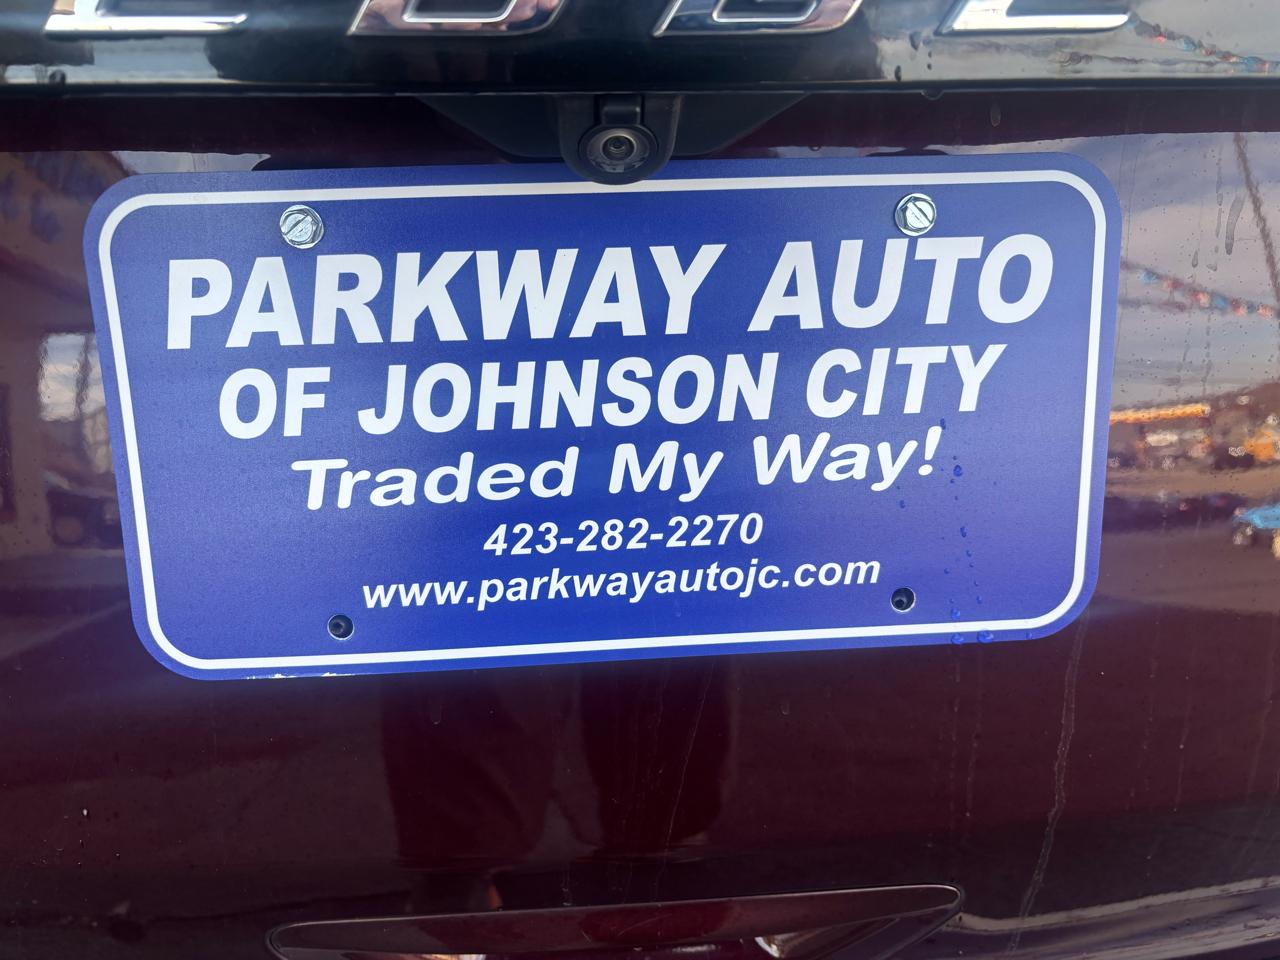 PARKWAY AUTO
OF JOHNSON CITY
Traded My Way!
423-282-2270
www.parkwayautojc.com